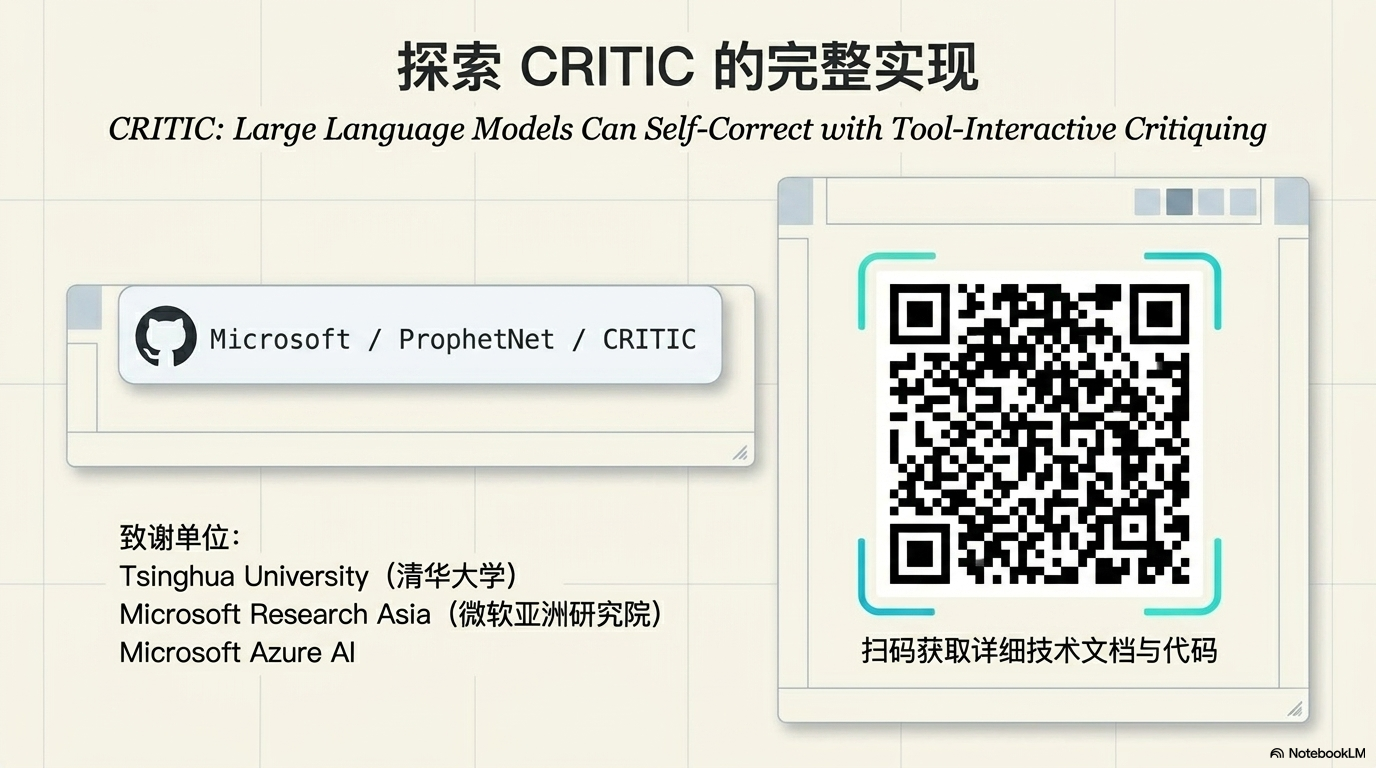 探索 CRITIC 的完整实现
CRITIC: Large Language Models Can Self-Correct with Tool-Interactive Critiquing
Microsoft / ProphetNet / CRITIC
致谢单位：
Tsinghua University（清华大学）
Microsoft Research Asia（微软亚洲研究院）
Microsoft Azure AI
扫码获取详细技术文档与代码
NotebookLM